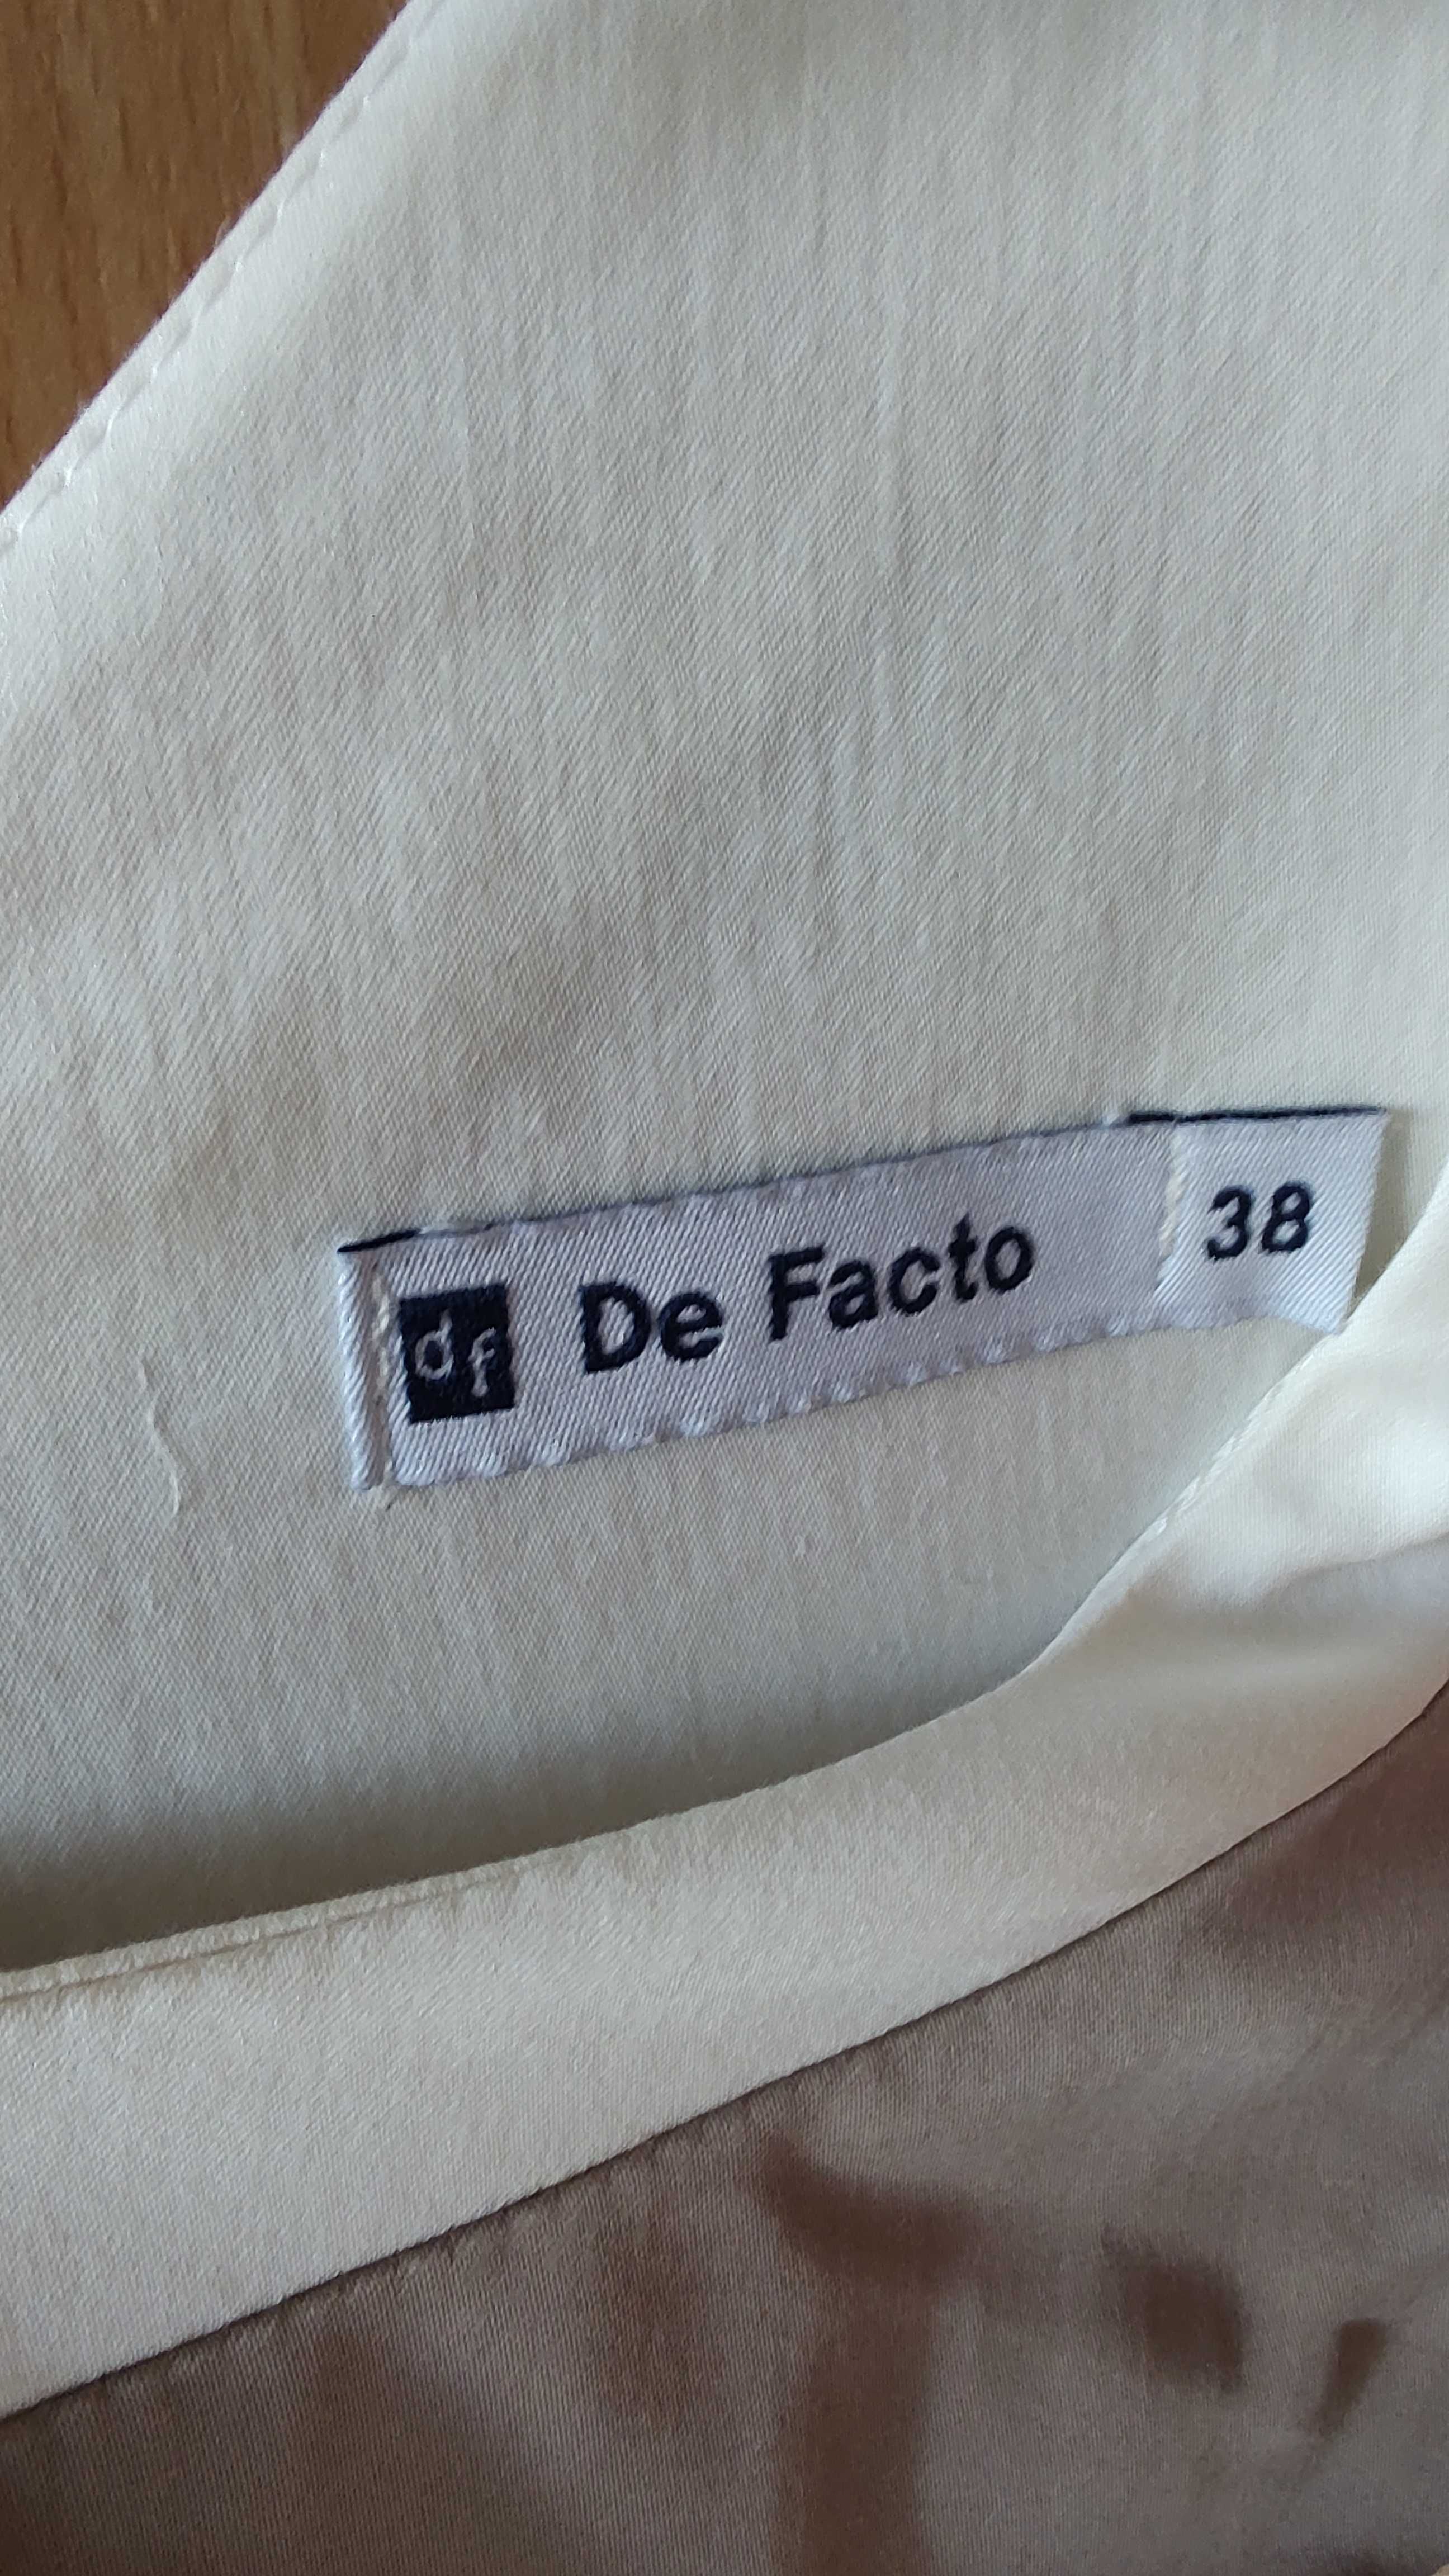 df De Facto 38